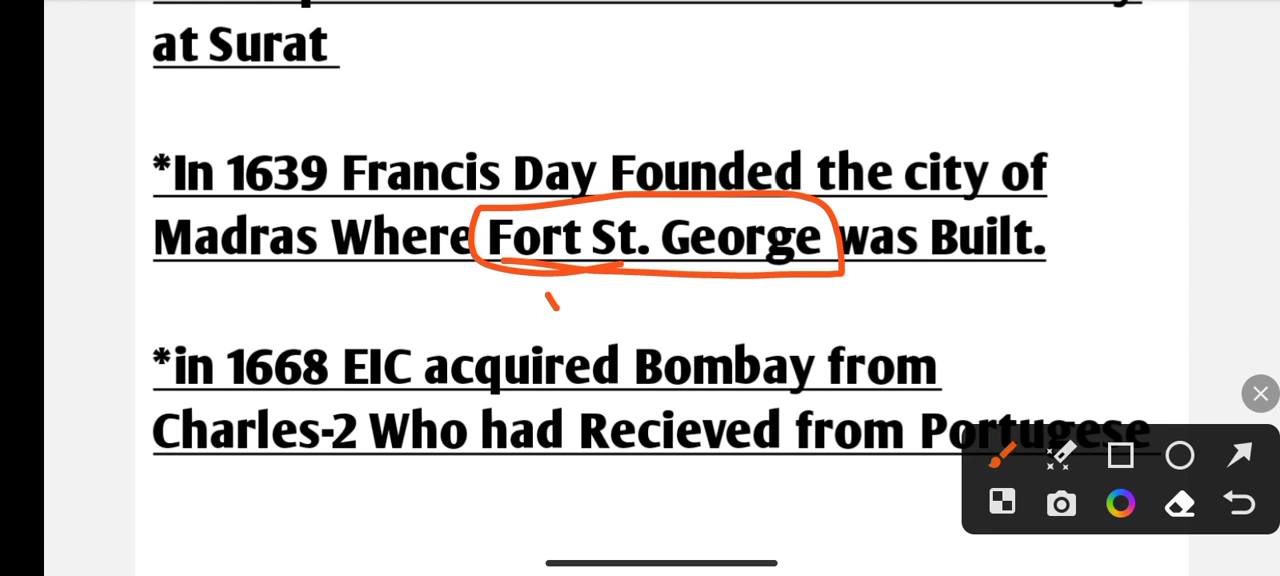 at Surat
*In 1639 Francis Day Founded the city of
Madras Where Fort St. George was Built.
*in 1668 EIC acquired Bombay from
Charles-2 Who had Recieved from Portugese